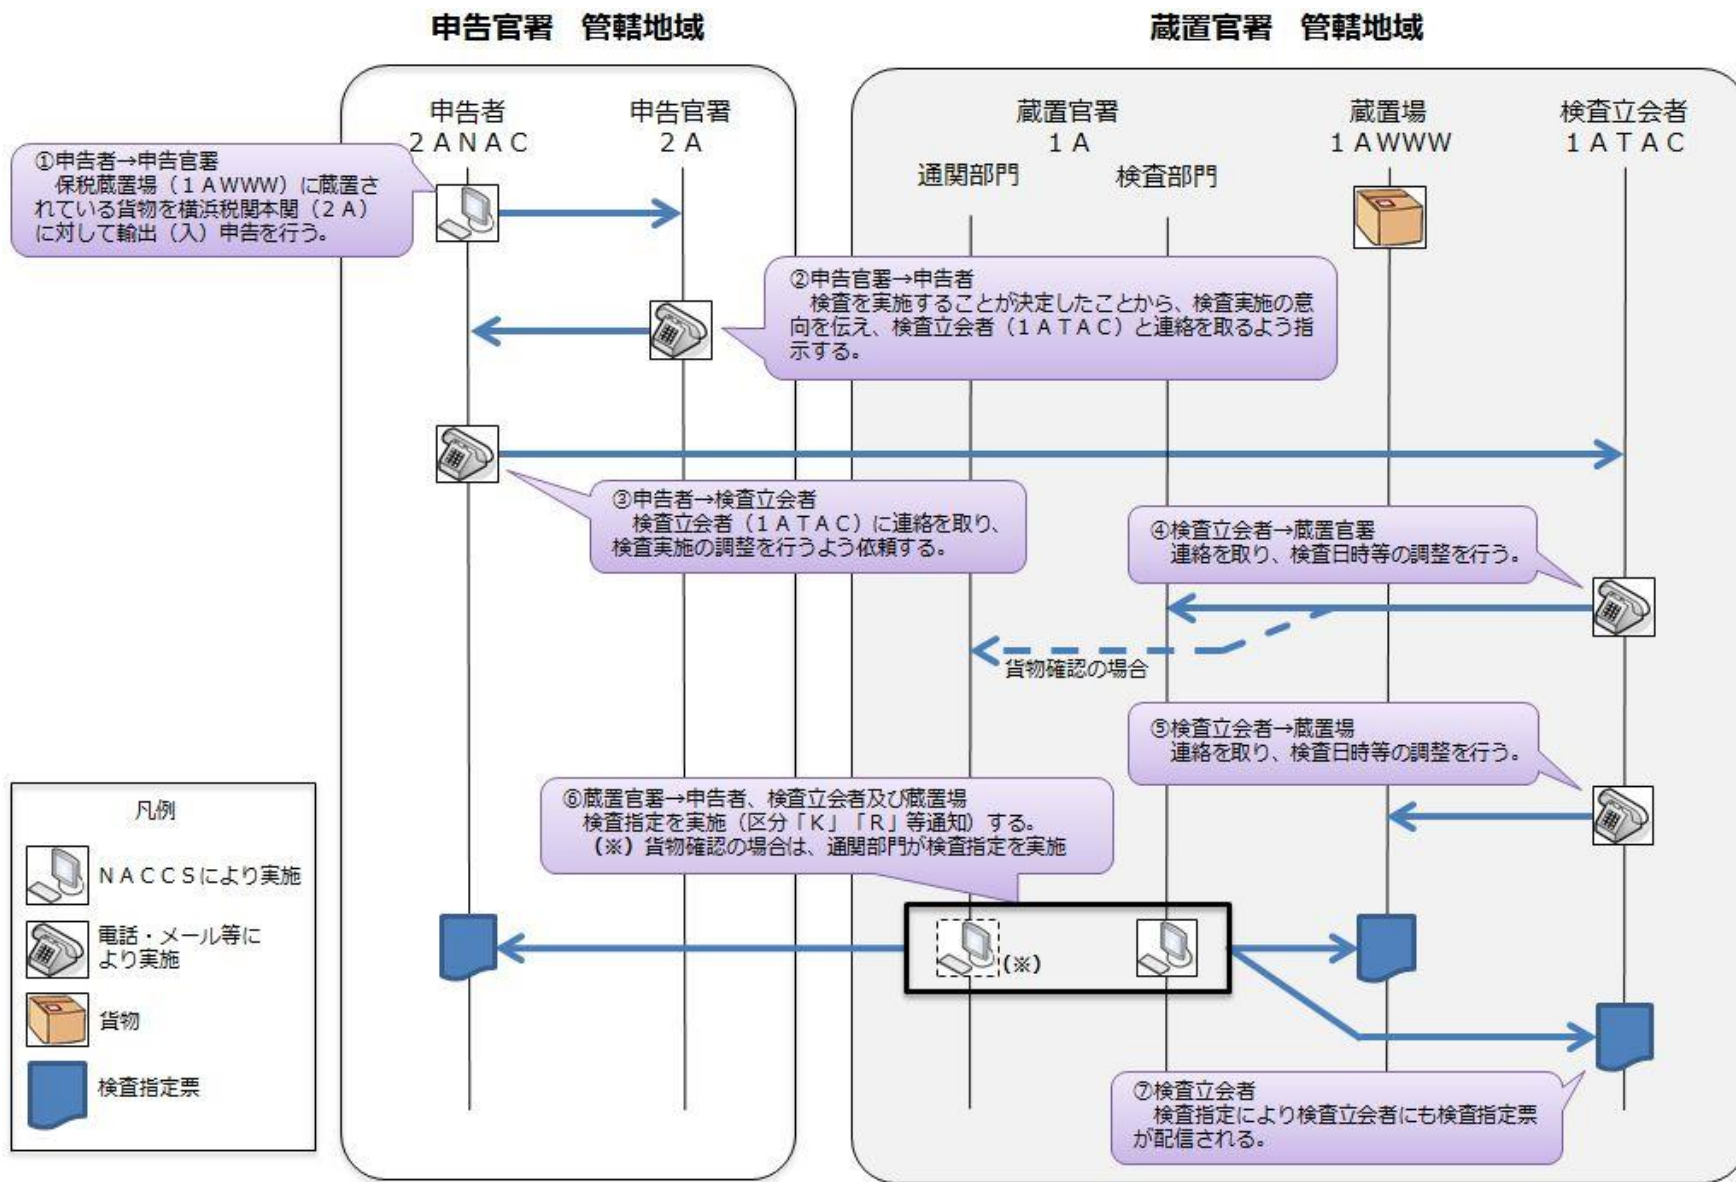 申告官署　管轄地域
蔵置官署　管轄地域
申告者
２ＡＮＡＣ
申告官署
２Ａ
蔵置官署
１Ａ
通関部門
検査部門
蔵置場
１ＡＷＷＷ
検査立会者
１ＡＴＡＣ
①申告者→申告官署
保税蔵置場（１ＡＷＷＷ）に蔵置さ
れている貨物を横浜税関本関（２Ａ）
に対して輸出（入）申告を行う。
②申告官署→申告者
検査を実施することが決定したことから、検査実施の意
向を伝え、検査立会者（１ＡＴＡＣ）と連絡を取るよう指
示する。
③申告者→検査立会者
検査立会者（１ＡＴＡＣ）に連絡を取り、
検査実施の調整を行うよう依頼する。
④検査立会者→蔵置官署
連絡を取り、検査日時等の調整を行う。
貨物確認の場合
⑤検査立会者→蔵置場
連絡を取り、検査日時等の調整を行う。
⑥蔵置官署→申告者、検査立会者及び蔵置場
検査指定を実施（区分「Ｋ」「Ｒ」等通知）する。
（※）貨物確認の場合は、通関部門が検査指定を実施
（※）
⑦検査立会者
検査指定により検査立会者にも検査指定票
が配信される。
凡例
ＮＡＣＣＳにより実施
電話・メール等に
より実施
貨物
検査指定票